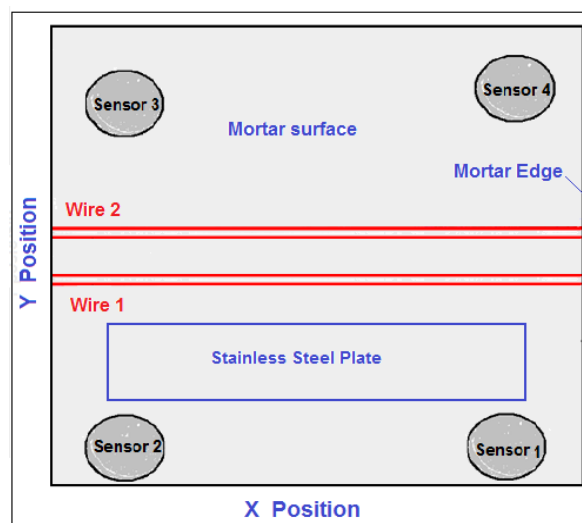 Sensor 3
Sensor 4
Mortar surface
Mortar Edge
Wire 2
Y Position
Wire 1
Stainless Steel Plate
Sensor 2
Sensor 1
X Position